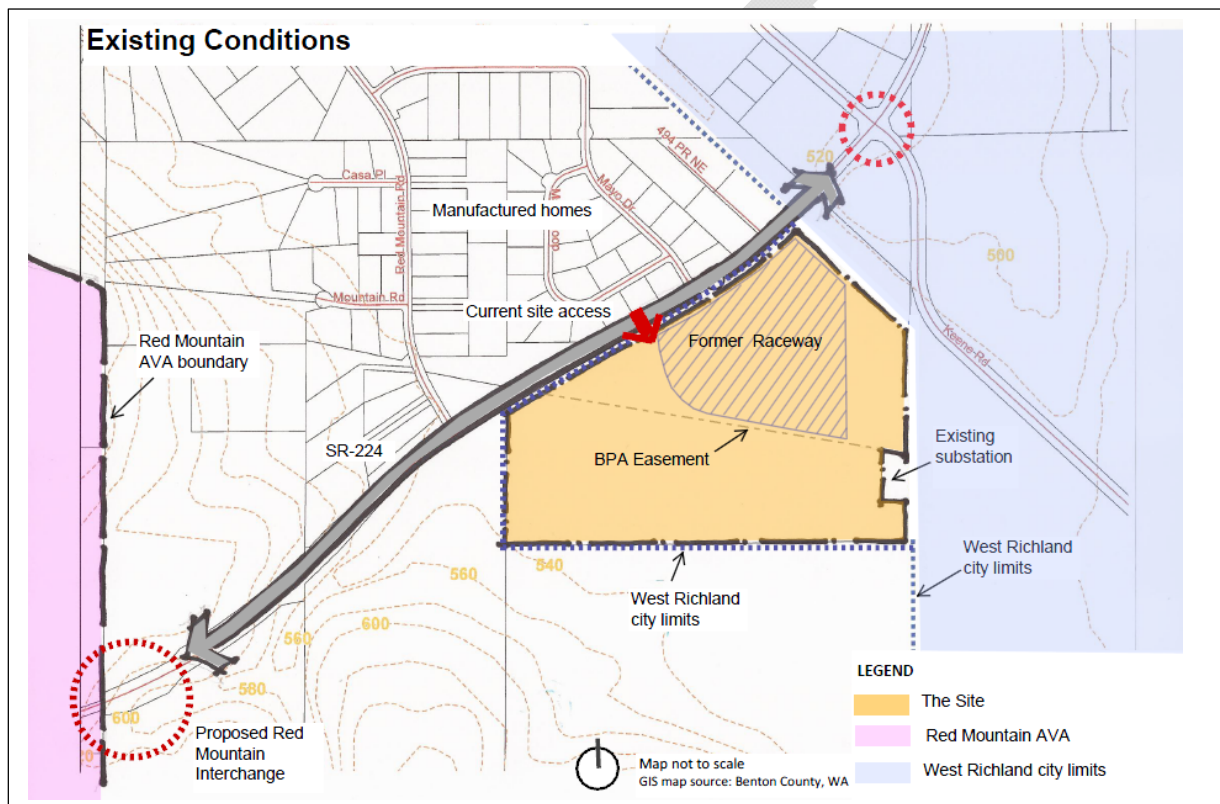 Existing Conditions
494 PR NE
520
Casa Pl
Manufactured homes
Mayo Dr
Red Mountain Rd
500
Mountain Rd
Current site access
Red Mountain
AVA boundary
Former Raceway
Keene Rd
SR-224
BPA Easement
Existing
substation
540
560
West Richland
city limits
West Richland
city limits
600
560
580
600
Proposed Red
Mountain
Interchange
Map not to scale
GIS map source: Benton County, WA
LEGEND
The Site
Red Mountain AVA
West Richland city limits